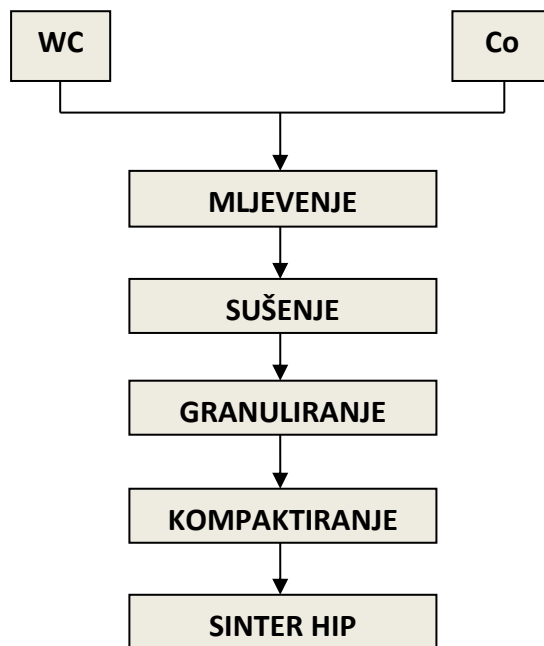 WC
Co
MLJEVENJE
SUŠENJE
GRANULIRANJE
KOMPAKTIRANJE
SINTER HIP